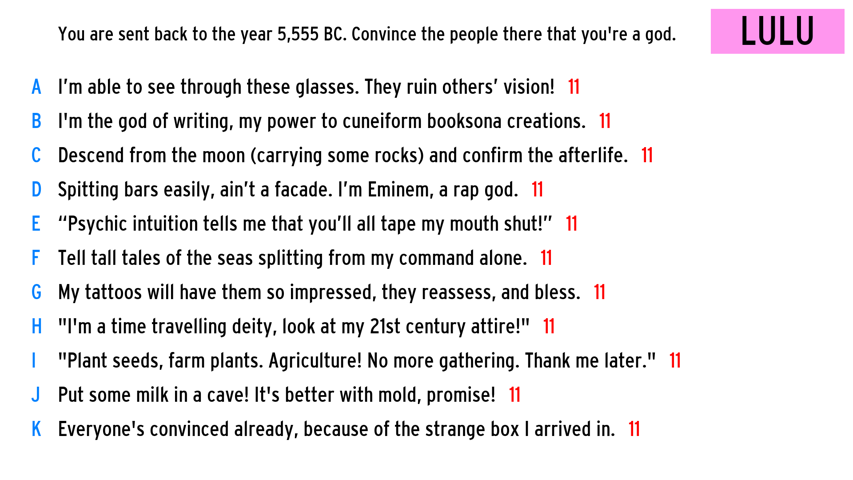 You are sent back to the year 5,555 BC. Convince the people there that you're a god.
LULU
A I’m able to see through these glasses. They ruin others’ vision! 11
B I'm the god of writing, my power to cuneiform booksona creations. 11
C Descend from the moon (carrying some rocks) and confirm the afterlife. 11
D Spitting bars easily, ain’t a facade. I’m Eminem, a rap god. 11
E “Psychic intuition tells me that you’ll all tape my mouth shut!” 11
F Tell tall tales of the seas splitting from my command alone. 11
G My tattoos will have them so impressed, they reassess, and bless. 11
H "I'm a time travelling deity, look at my 21st century attire!" 11
I "Plant seeds, farm plants. Agriculture! No more gathering. Thank me later." 11
J Put some milk in a cave! It's better with mold, promise! 11
K Everyone's convinced already, because of the strange box I arrived in. 11